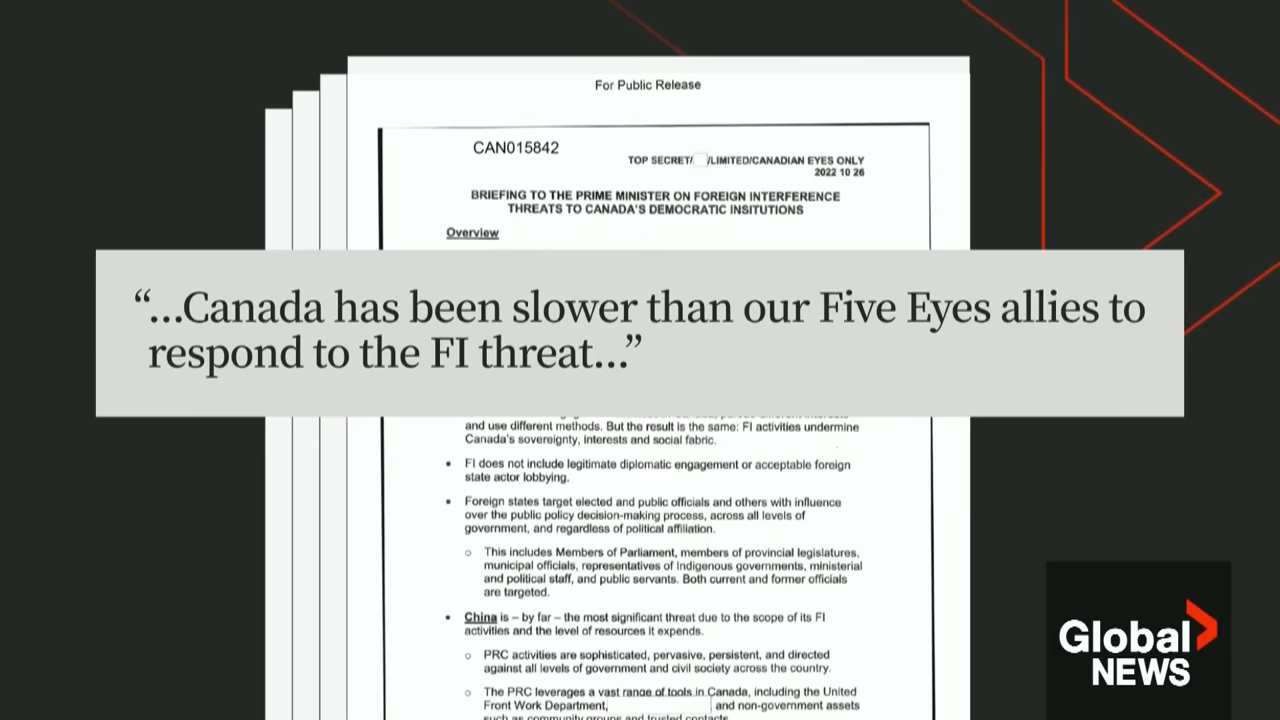 For Public Release
CAN015842
TOP SECRET/ /LIMITED/CANADIAN EYES ONLY
2022 10 26
BRIEFING TO THE PRIME MINISTER ON FOREIGN INTERFERENCE
THREATS TO CANADA'S DEMOCRATIC INSITUTIONS
Overview
“...Canada has been slower than our Five Eyes allies to
respond to the FI threat...”
and use different methods. But the result is the same: FI activities undermine
Canada's sovereignty, interests and social fabric.
• FI does not include legitimate diplomatic engagement or acceptable foreign
state actor lobbying.
• Foreign states target elected and public officials and others with influence
over the public policy decision-making process, across all levels of
government, and regardless of political affiliation.
○ This includes Members of Parliament, members of provincial legislatures,
municipal officials, representatives of Indigenous governments, ministerial
and political staff, and public servants. Both current and former officials
are targeted.
• China is – by far – the most significant threat due to the scope of its FI
activities and the level of resources it expends.
○ PRC activities are sophisticated, pervasive, persistent, and directed
against all levels of government and civil society across the country.
○ The PRC leverages a vast range of tools in Canada, including the United
Front Work Department, and non-government assets
such as community groups and trusted contacts
Global
NEWS